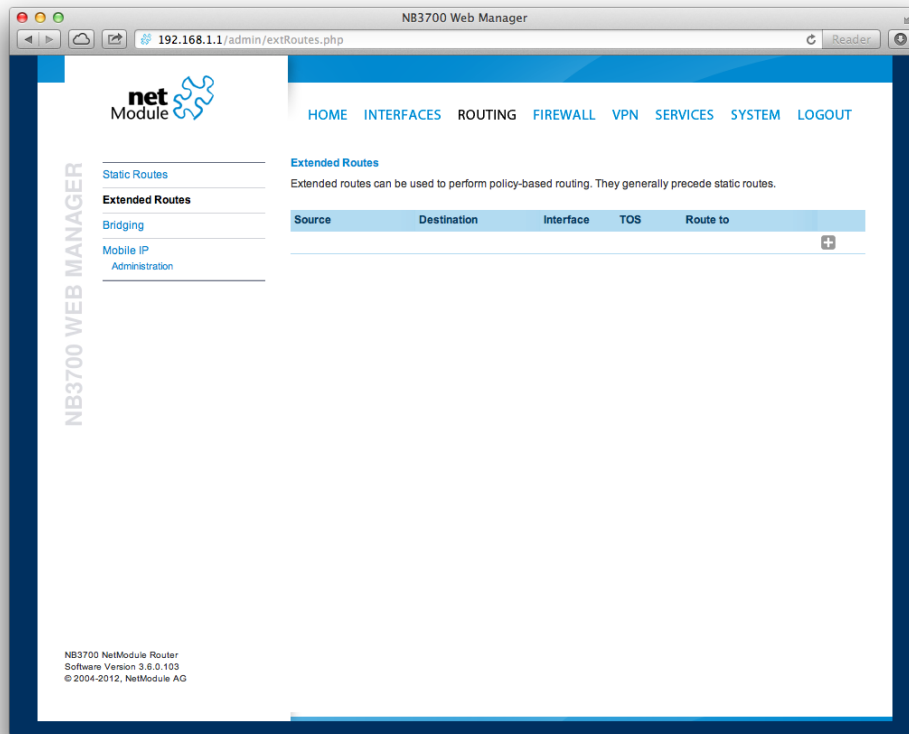 NB3700 Web Manager
192.168.1.1/admin/extRoutes.php
Reader
net
Module
HOME INTERFACES ROUTING FIREWALL VPN SERVICES SYSTEM LOGOUT
NB3700 WEB MANAGER
Static Routes
Extended Routes
Bridging
Mobile IP
Administration
Extended Routes
Extended routes can be used to perform policy-based routing. They generally precede static routes.
Source Destination Interface TOS Route to
NB3700 NetModule Router
Software Version 3.6.0.103
© 2004-2012, NetModule AG